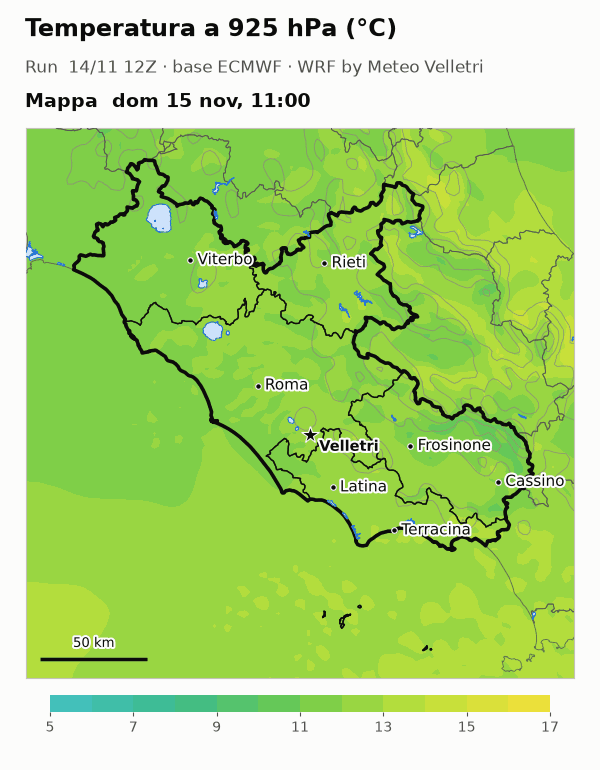 Temperatura a 925 hPa (°C)
Run  14/11 12Z · base ECMWF · WRF by Meteo Velletri
Mappa  dom 15 nov, 11:00
Viterbo
Rieti
Roma
Velletri
Frosinone
Cassino
Latina
Terracina
50 km
5 7 9 11 13 15 17